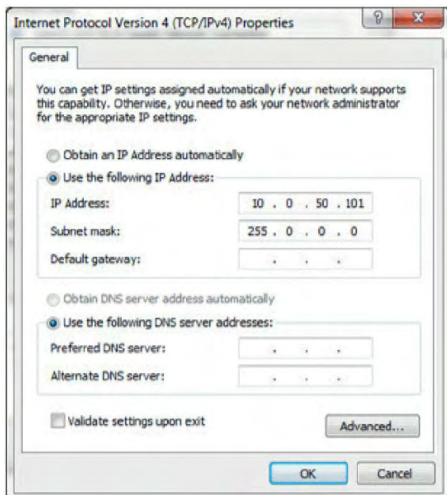 Internet Protocol Version 4 (TCP/IPv4) Properties
General
You can get IP settings assigned automatically if your network supports
this capability. Otherwise, you need to ask your network administrator
for the appropriate IP settings.
Obtain an IP Address automatically
Use the following IP Address:
IP Address: 10 . 0 . 50 . 101
Subnet mask: 255 . 0 . 0 . 0
Default gateway: . . .
Obtain DNS server address automatically
Use the following DNS server addresses:
Preferred DNS server: . . .
Alternate DNS server: . . .
Validate settings upon exit
Advanced...
OK Cancel